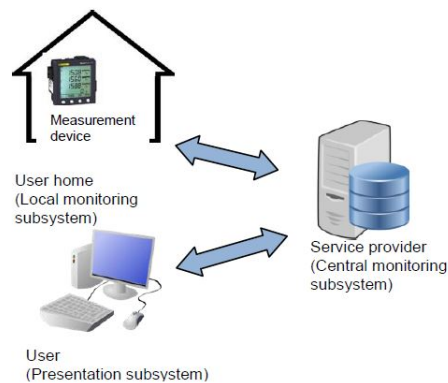 Measurement
device
User home
(Local monitoring
subsystem)
Service provider
(Central monitoring
subsystem)
User
(Presentation subsystem)